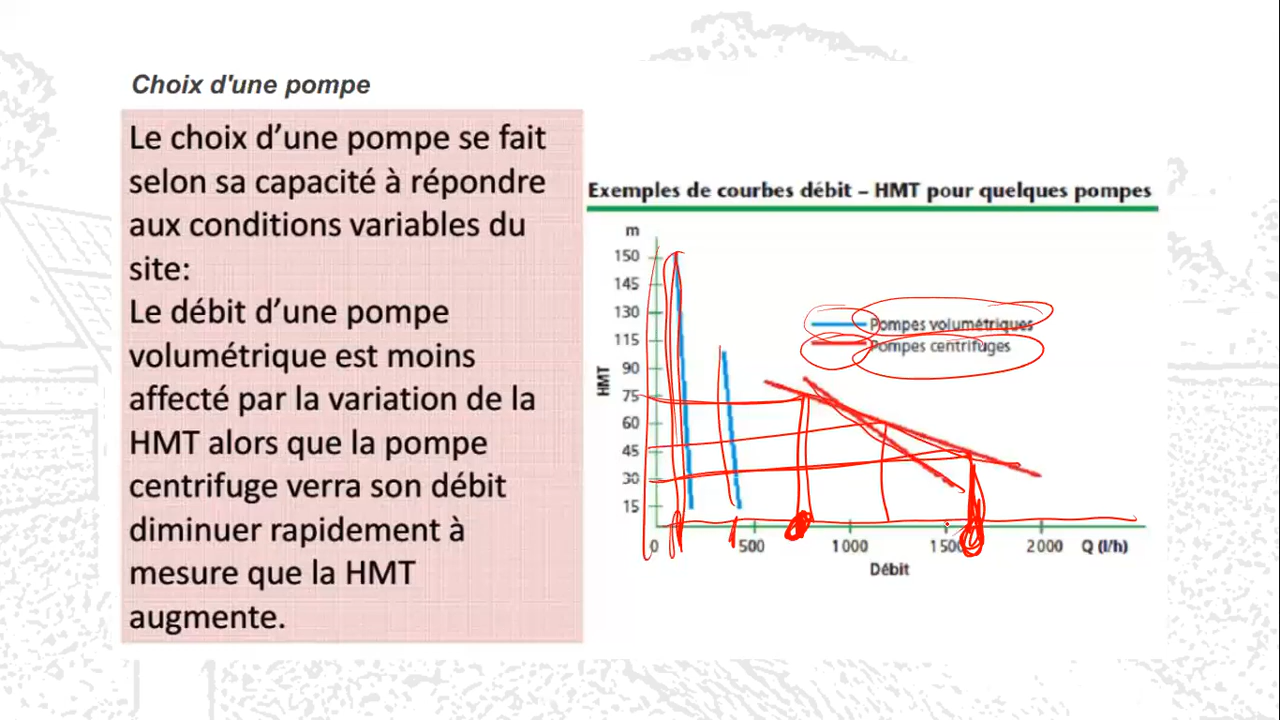 Choix d'une pompe
Le choix d’une pompe se fait
selon sa capacité à répondre
aux conditions variables du
site:
Le débit d’une pompe
volumétrique est moins
affecté par la variation de la
HMT alors que la pompe
centrifuge verra son débit
diminuer rapidement à
mesure que la HMT
augmente.
Exemples de courbes débit – HMT pour quelques pompes
m
150
145
130
115
90
75
60
45
30
15
HMT
Pompes volumétriques
Pompes centrifuges
0 500 1 000 1 500 2 000 Q (l/h)
Débit